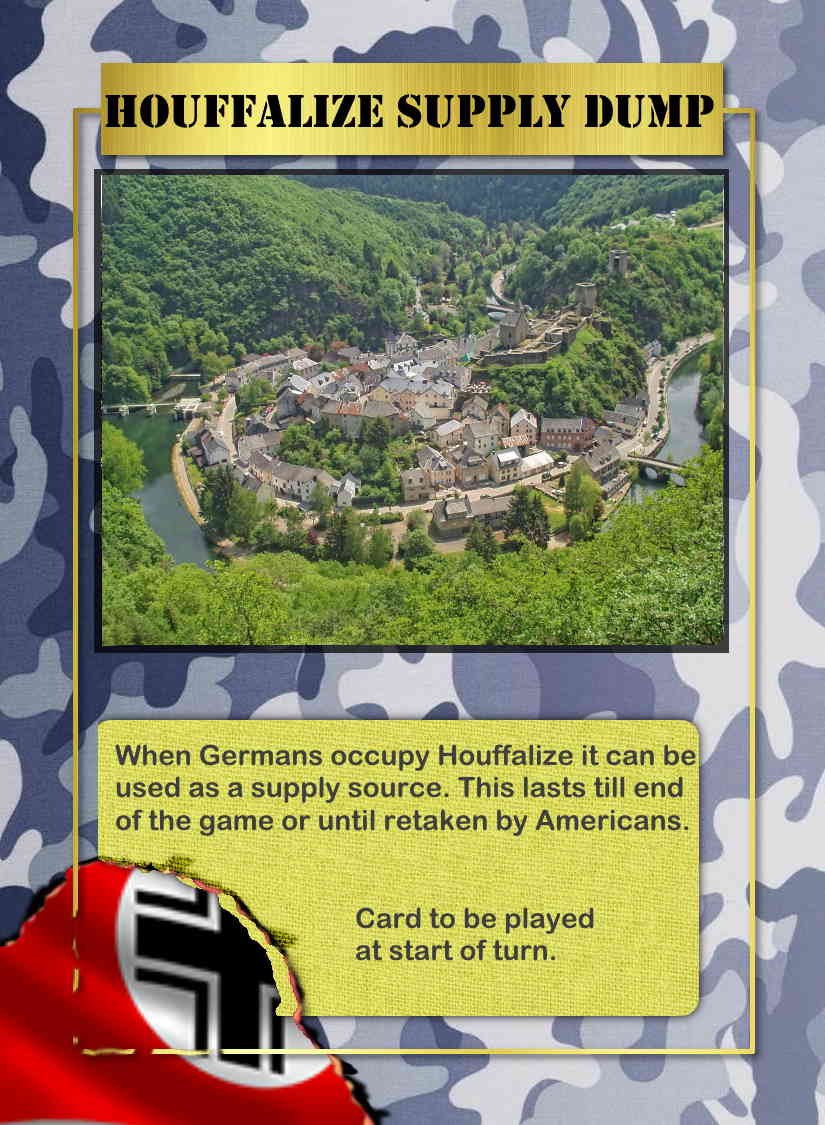 HOUFFALIZE SUPPLY DUMP
When Germans occupy Houffalize it can be
used as a supply source. This lasts till end
of the game or until retaken by Americans.
Card to be played
at start of turn.